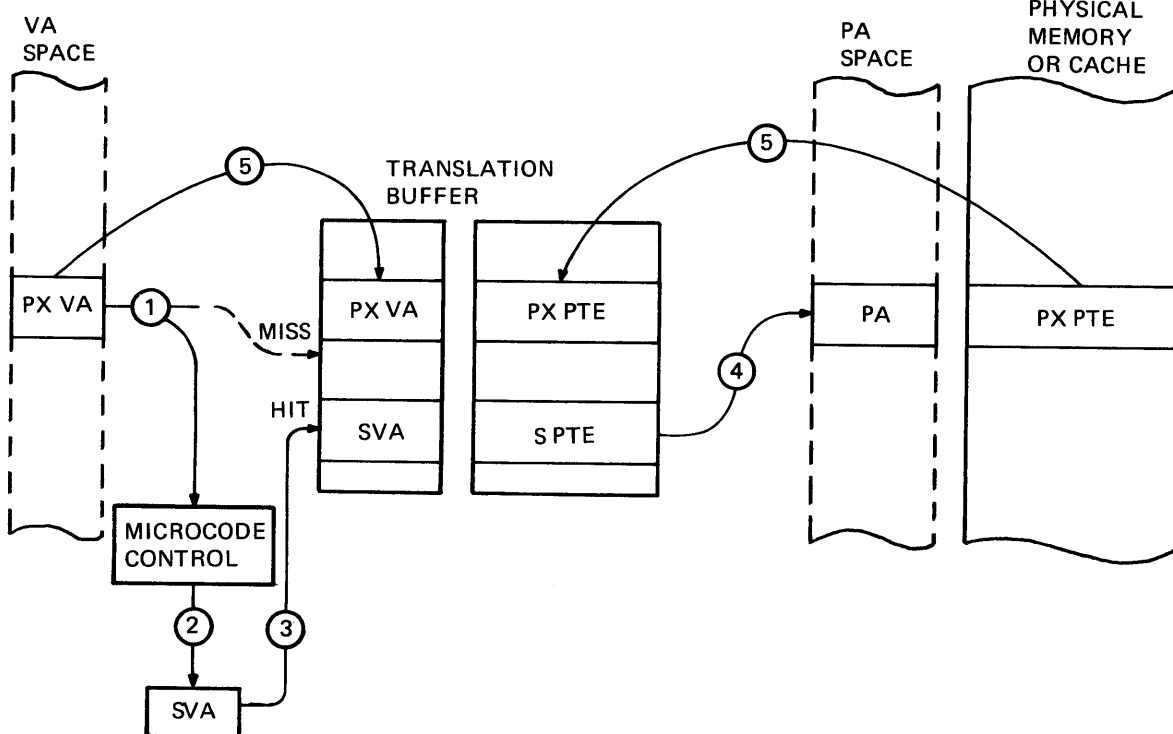 VA
SPACE
PA
SPACE
PHYSICAL
MEMORY
OR CACHE
5
5
TRANSLATION
BUFFER
PX VA
1
MISS
PX VA
PX PTE
4
PA
PX PTE
HIT
SVA
S PTE
MICROCODE
CONTROL
2
3
SVA